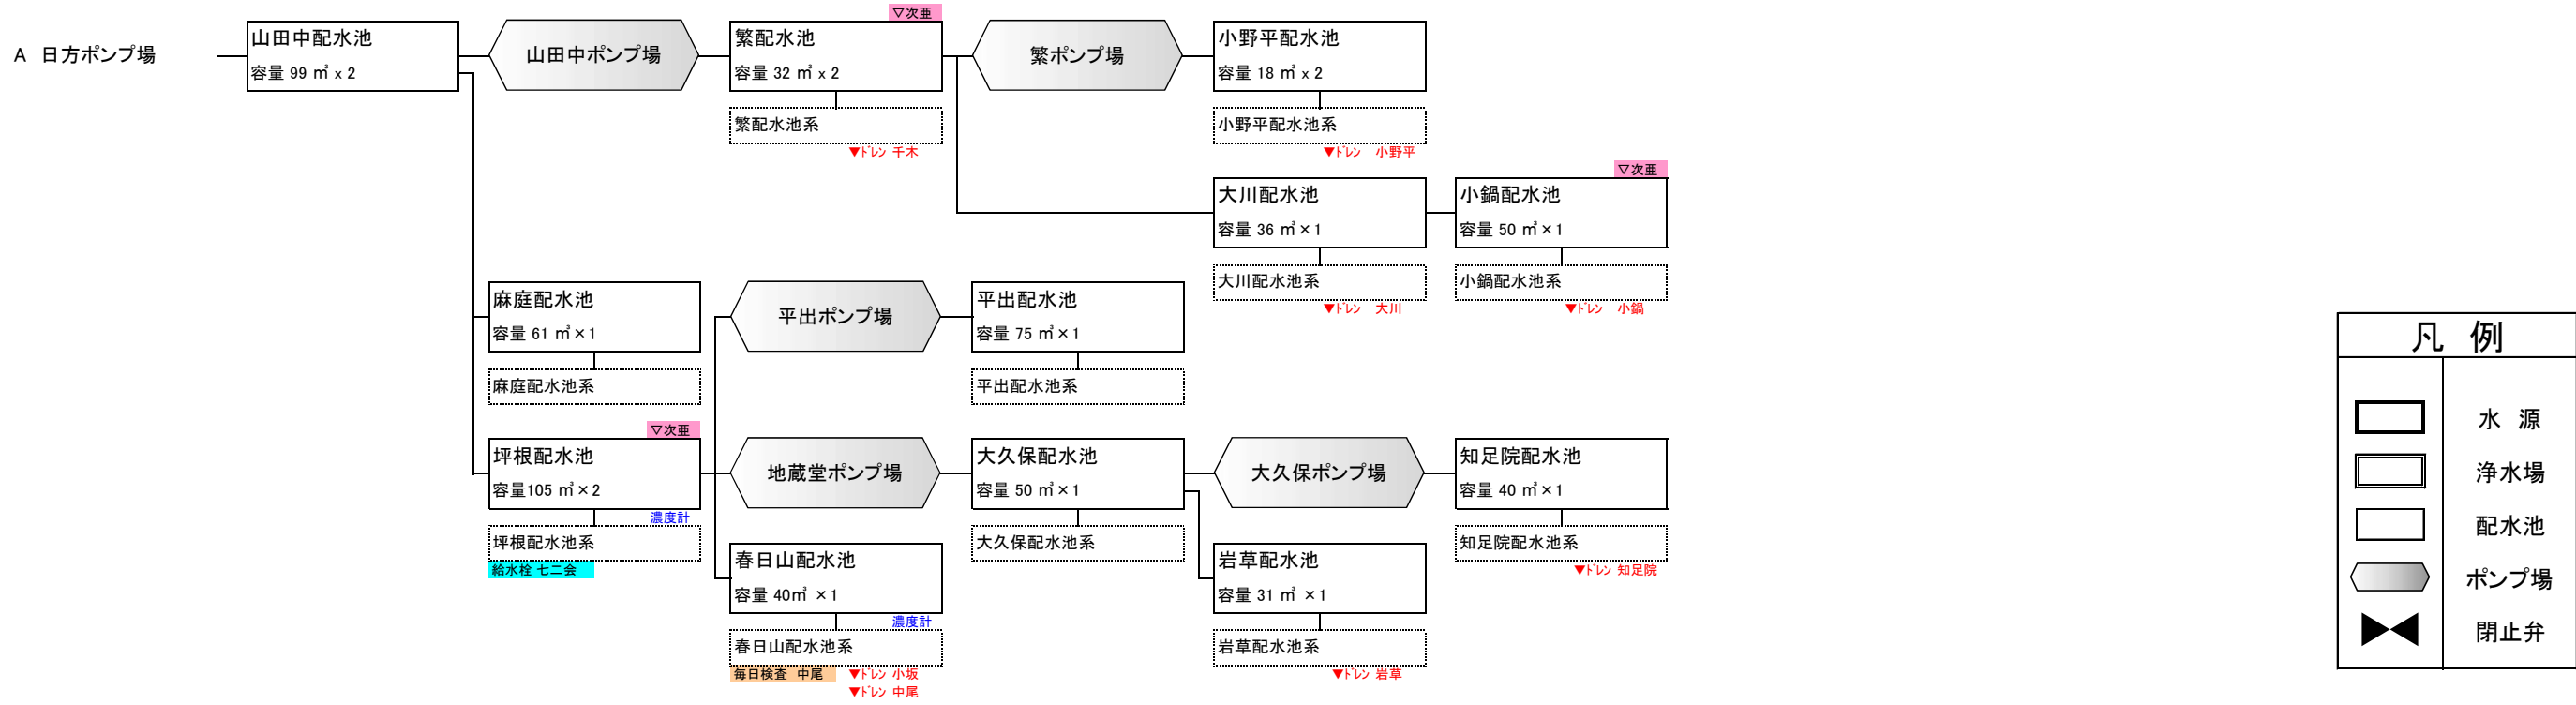 A 日方ポンプ場
山田中配水池
容量 99 ㎥ x 2
山田中ポンプ場
▽次亜
繁配水池
容量 32 ㎥ x 2
繁配水池系
▼ﾄﾞﾚﾝ 千木
繁ポンプ場
小野平配水池
容量 18 ㎥ x 2
小野平配水池系
▼ﾄﾞﾚﾝ 小野平
大川配水池
容量 36 ㎥×1
大川配水池系
▼ﾄﾞﾚﾝ 大川
▽次亜
小鍋配水池
容量 50 ㎥×1
小鍋配水池系
▼ﾄﾞﾚﾝ 小鍋
麻庭配水池
容量 61 ㎥×1
麻庭配水池系
平出ポンプ場
平出配水池
容量 75 ㎥×1
平出配水池系
▽次亜
坪根配水池
容量105 ㎥×2
濃度計
坪根配水池系
給水栓 七二会
地蔵堂ポンプ場
大久保配水池
容量 50 ㎥×1
大久保配水池系
大久保ポンプ場
知足院配水池
容量 40 ㎥×1
知足院配水池系
▼ﾄﾞﾚﾝ 知足院
春日山配水池
容量 40㎥ ×1
濃度計
春日山配水池系
毎日検査 中尾
▼ﾄﾞﾚﾝ 小坂
▼ﾄﾞﾚﾝ 中尾
岩草配水池
容量 31 ㎥ ×1
岩草配水池系
▼ﾄﾞﾚﾝ 岩草
凡 例
水 源
浄水場
配水池
ポンプ場
閉止弁